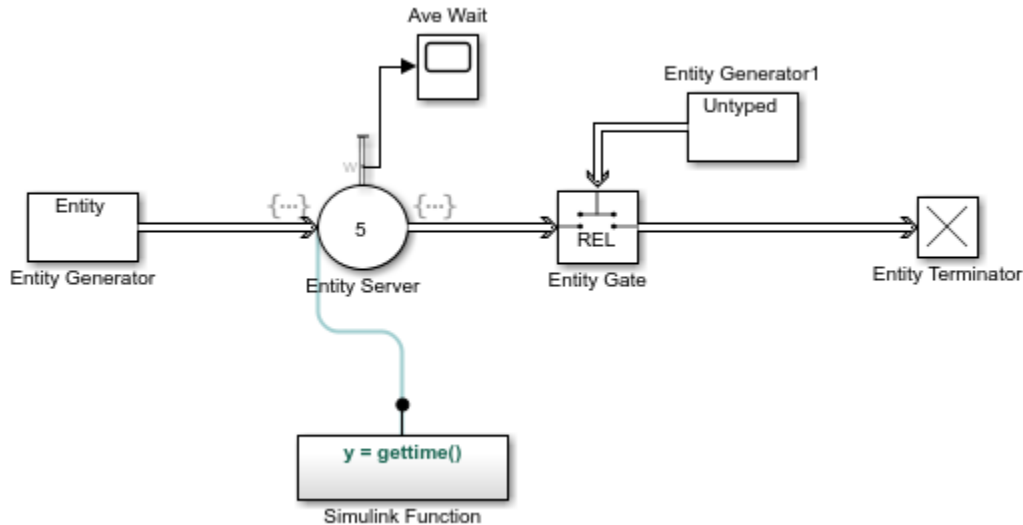 Ave Wait
Entity Generator1
Untyped
w
Entity
{...}
{...}
5
REL
Entity Generator
Entity Server
Entity Gate
Entity Terminator
y = gettime()
Simulink Function